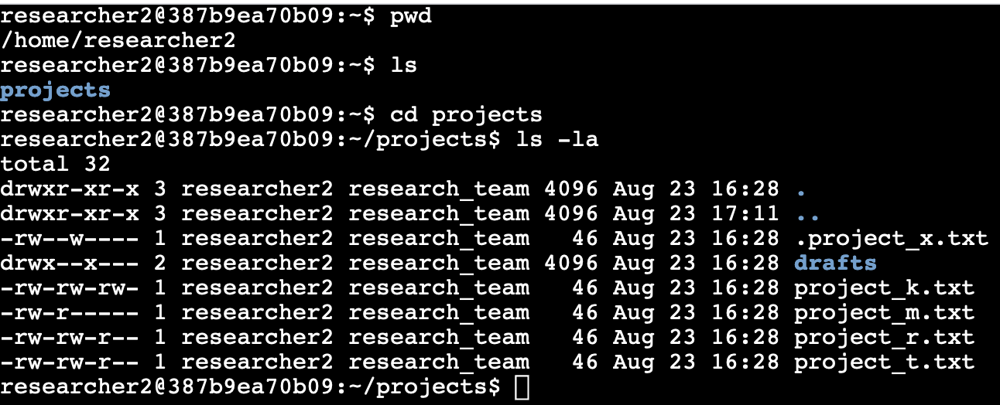 researcher2@387b9ea70b09:~$ pwd
/home/researcher2
researcher2@387b9ea70b09:~$ ls
projects
researcher2@387b9ea70b09:~$ cd projects
researcher2@387b9ea70b09:~/projects$ ls -la
total 32
drwxr-xr-x 3 researcher2 research_team 4096 Aug 23 16:28 .
drwxr-xr-x 3 researcher2 research_team 4096 Aug 23 17:11 ..
-rw--w---- 1 researcher2 research_team   46 Aug 23 16:28 .project_x.txt
drwx--x--- 2 researcher2 research_team 4096 Aug 23 16:28 drafts
-rw-rw-rw- 1 researcher2 research_team   46 Aug 23 16:28 project_k.txt
-rw-r----- 1 researcher2 research_team   46 Aug 23 16:28 project_m.txt
-rw-rw-r-- 1 researcher2 research_team   46 Aug 23 16:28 project_r.txt
-rw-rw-r-- 1 researcher2 research_team   46 Aug 23 16:28 project_t.txt
researcher2@387b9ea70b09:~/projects$